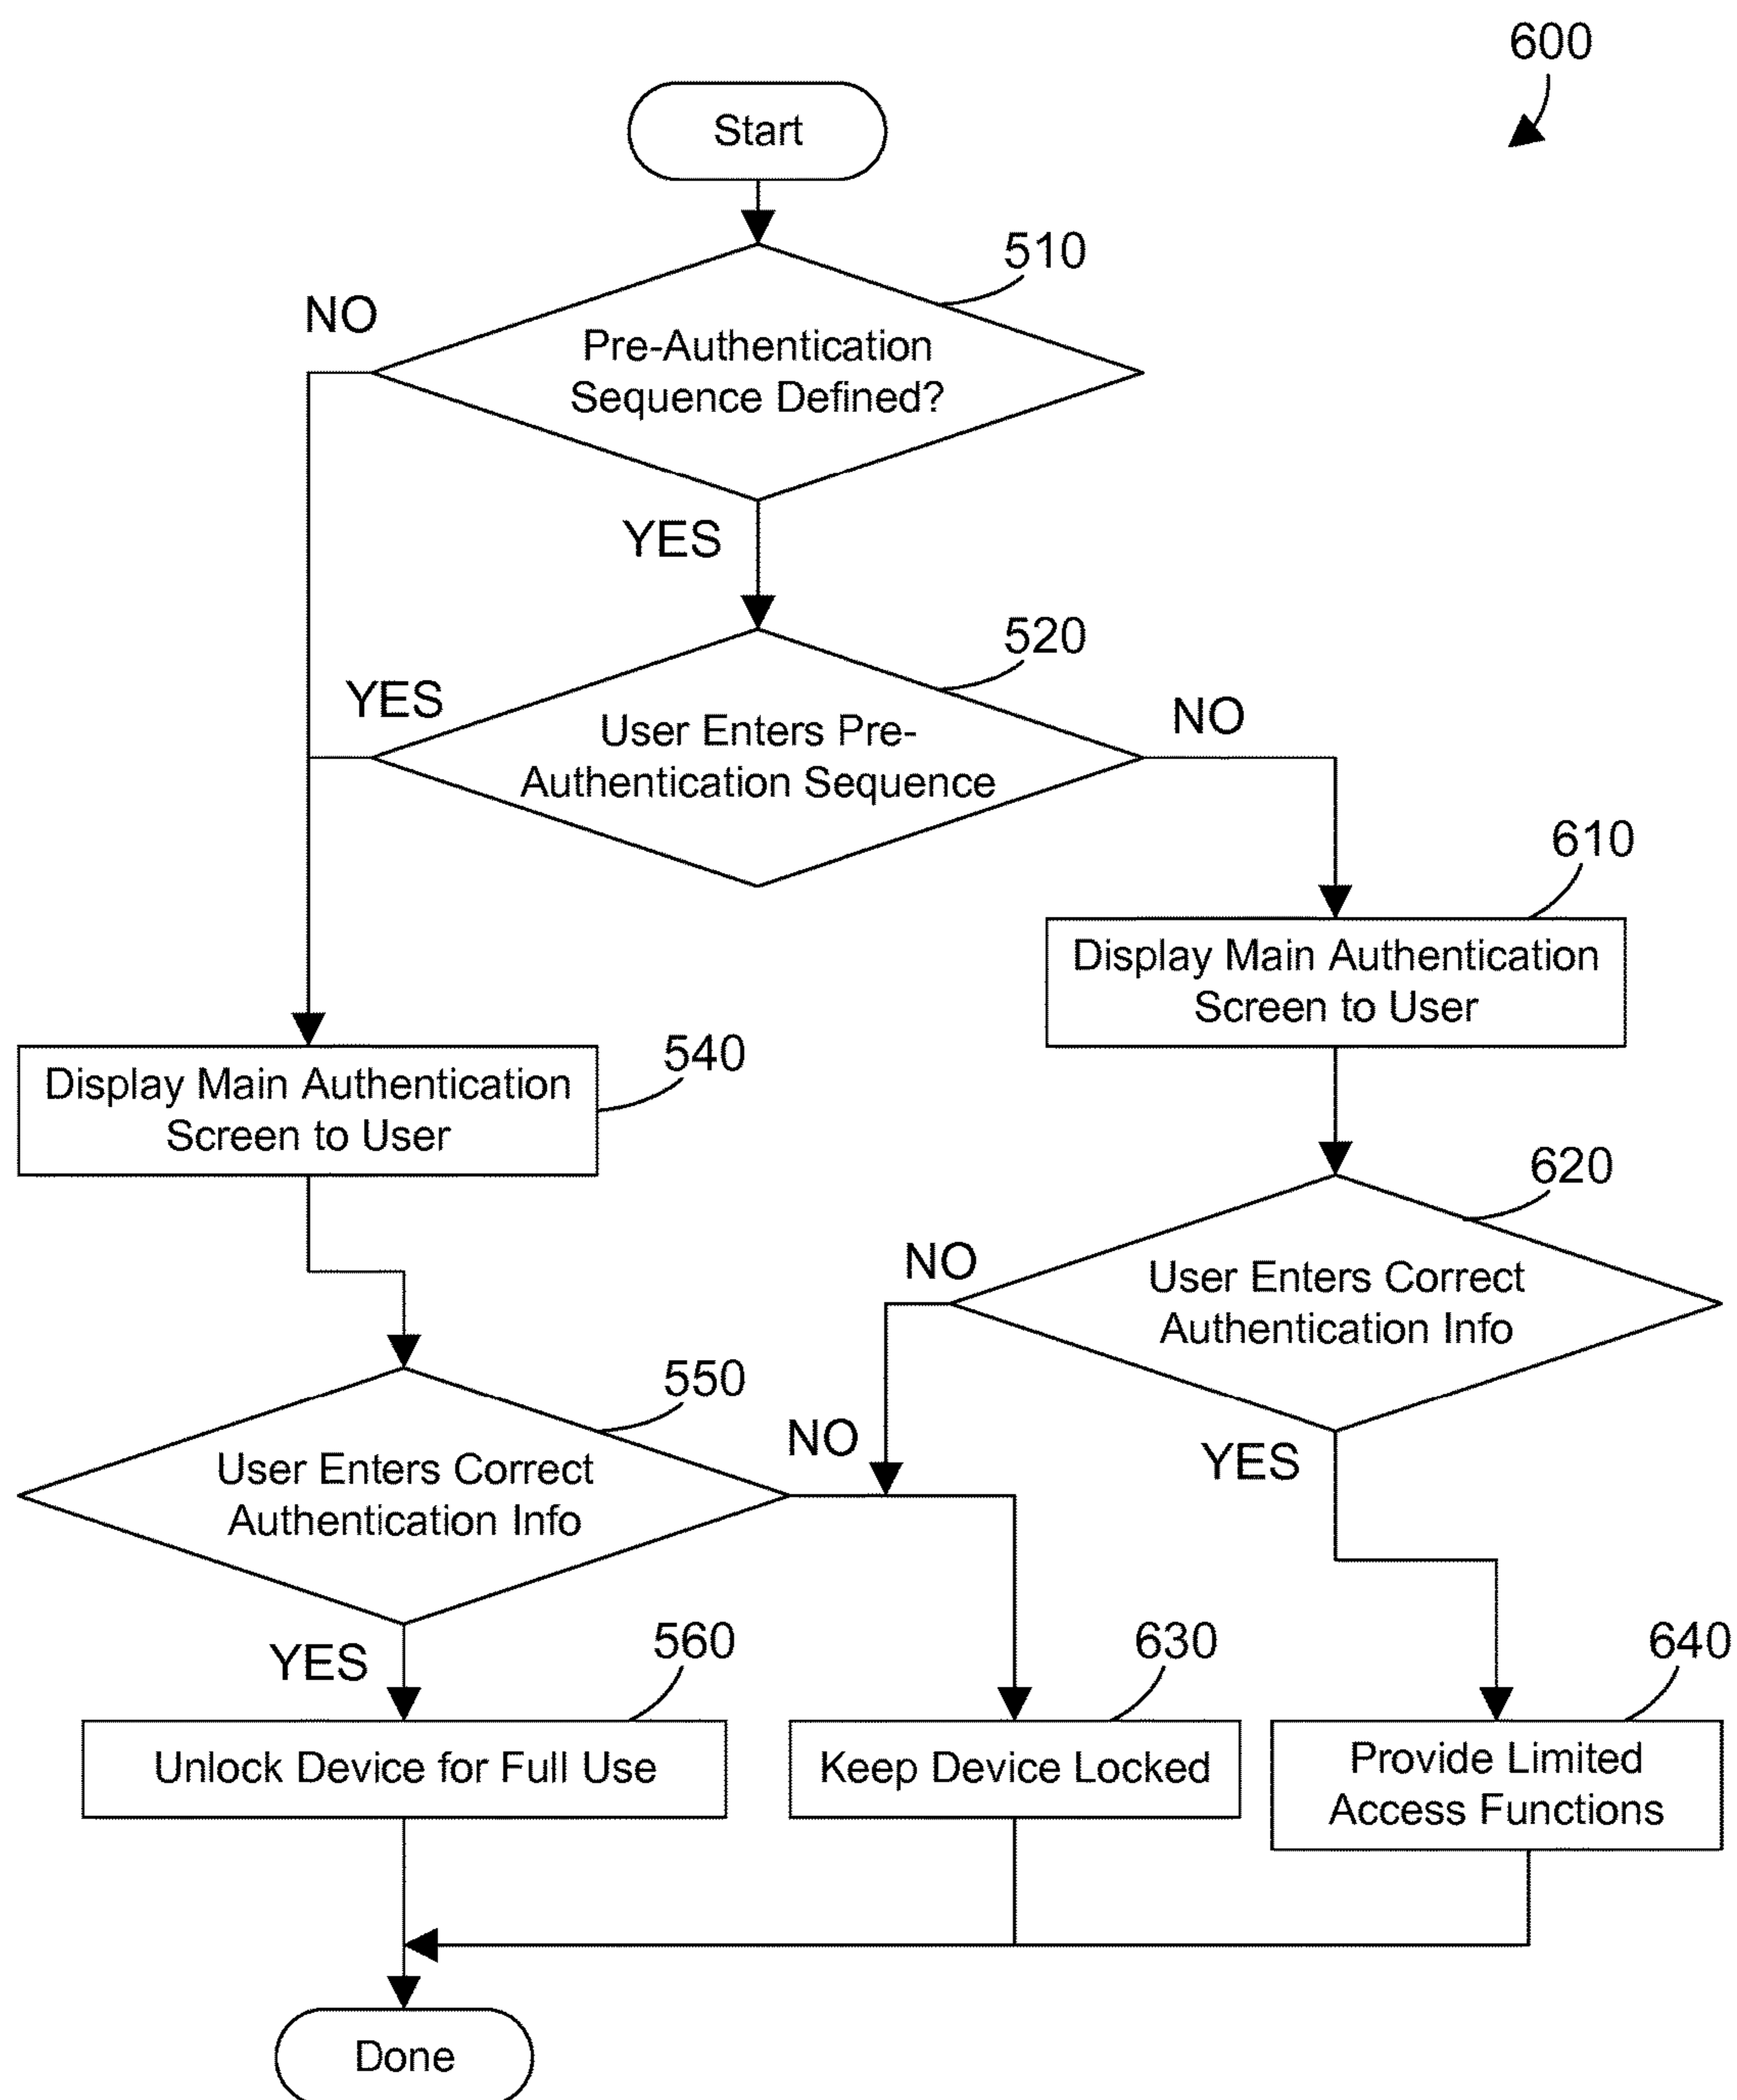 600
Start
510
NO
Pre-Authentication
Sequence Defined?
YES
520
YES
NO
User Enters Pre-
Authentication Sequence
610
Display Main Authentication
Screen to User
540
Display Main Authentication
Screen to User
620
NO
User Enters Correct
Authentication Info
550
NO
YES
User Enters Correct
Authentication Info
YES
560
630
640
Unlock Device for Full Use
Keep Device Locked
Provide Limited
Access Functions
Done